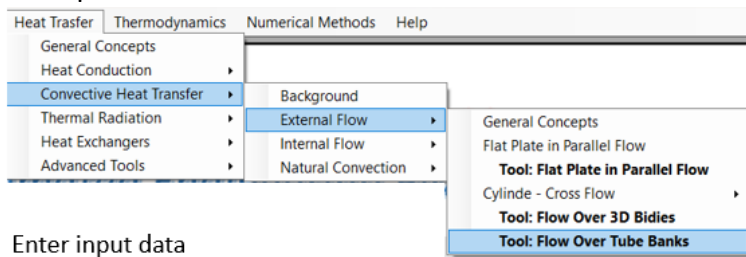 Heat Trasfer Thermodynamics Numerical Methods Help
General Concepts
Heat Conduction
Convective Heat Transfer
Thermal Radiation
Heat Exchangers
Advanced Tools
Background
External Flow
Internal Flow
Natural Convection
General Concepts
Flat Plate in Parallel Flow
Tool: Flat Plate in Parallel Flow
Cylinde - Cross Flow
Tool: Flow Over 3D Bidies
Tool: Flow Over Tube Banks
Enter input data